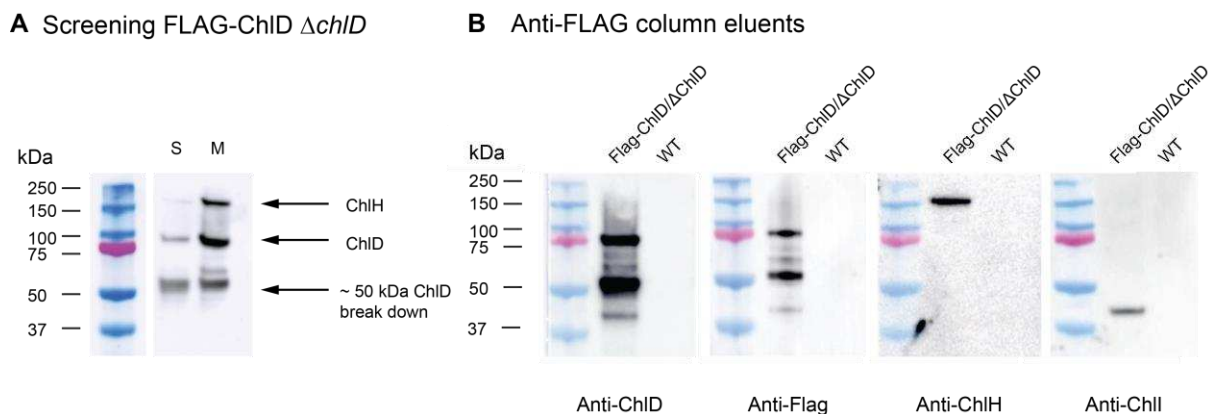 A Screening FLAG-ChlD ΔchlD
kDa
S M
250
150
100
75
50
37
ChlH
ChlD
~ 50 kDa ChlD
break down
B Anti-FLAG column eluents
kDa
250
150
100
75
50
37
Flag-ChlD/ΔChlD
WT
Flag-ChlD/ΔChlD
WT
Flag-ChlD/ΔChlD
WT
Flag-ChlD/ΔChlD
WT
Anti-ChlD Anti-Flag Anti-ChlH Anti-ChlI